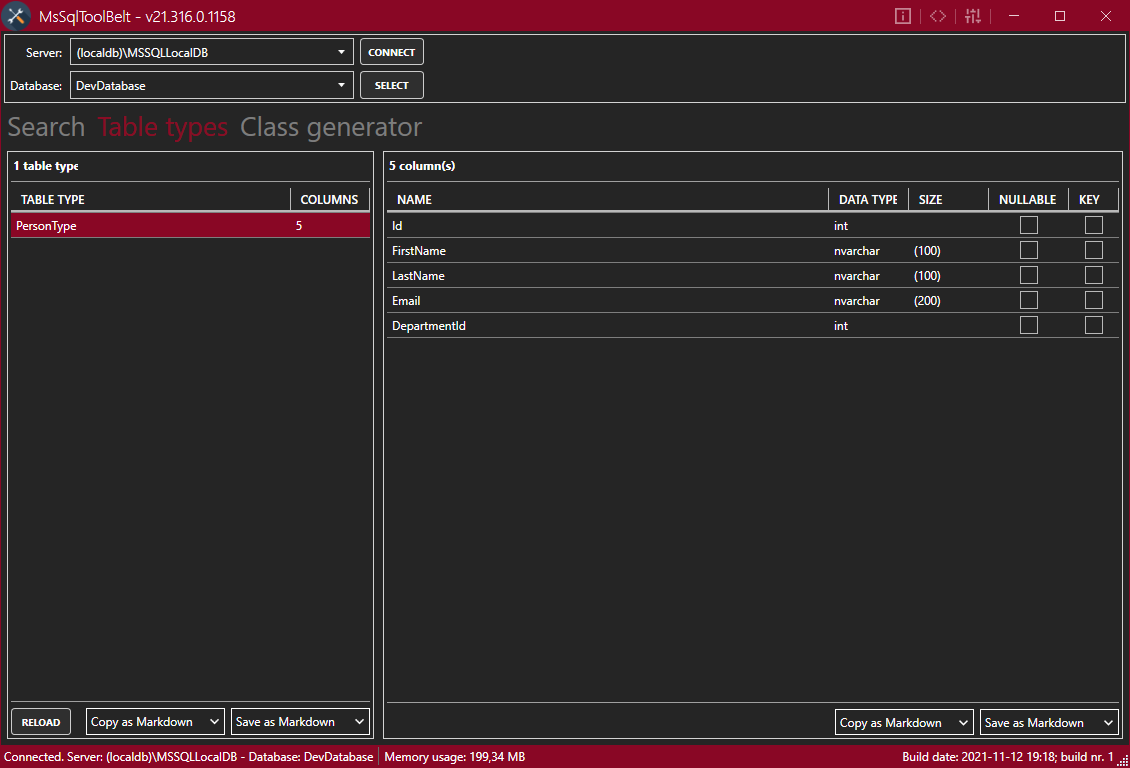 MsSqlToolBelt - v21.316.0.1158
Server: (localdb)\MSSQLLocalDB CONNECT
Database: DevDatabase SELECT
Search Table types Class generator
1 table type
TABLE TYPE COLUMNS
PersonType 5
5 column(s)
NAME DATA TYPE SIZE NULLABLE KEY
Id int
FirstName nvarchar (100)
LastName nvarchar (100)
Email nvarchar (200)
DepartmentId int
RELOAD Copy as Markdown Save as Markdown
Copy as Markdown Save as Markdown
Connected. Server: (localdb)\MSSQLLocalDB - Database: DevDatabase Memory usage: 199,34 MB Build date: 2021-11-12 19:18; build nr. 1